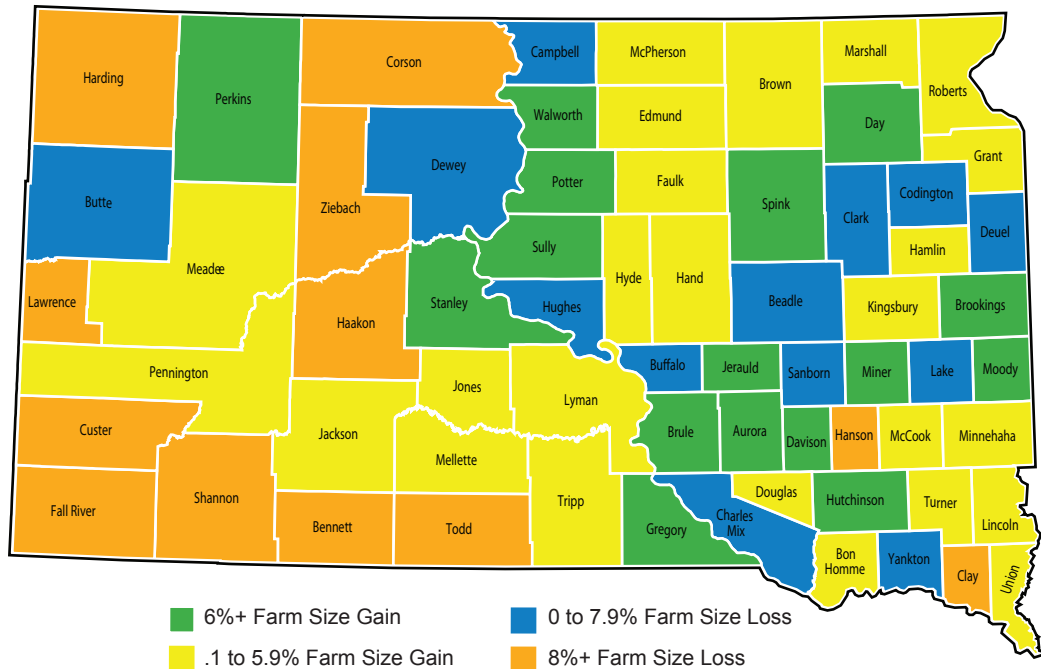 Harding
Perkins
Corson
Campbell
McPherson
Brown
Marshall
Roberts
Walworth
Edmund
Day
Grant
Butte
Dewey
Potter
Faulk
Spink
Codington
Ziebach
Clark
Deuel
Meade
Sully
Hyde
Hand
Hamlin
Lawrence
Haakon
Stanley
Hughes
Beadle
Kingsbury
Brookings
Pennington
Jones
Lyman
Buffalo
Jerauld
Sanborn
Miner
Lake
Moody
Custer
Jackson
Mellette
Brule
Aurora
Davison
Hanson
McCook
Minnehaha
Fall River
Shannon
Bennett
Todd
Tripp
Gregory
Charles
Mix
Douglas
Hutchinson
Turner
Lincoln
Bon
Homme
Yankton
Clay
Union
6%+ Farm Size Gain
0 to 7.9% Farm Size Loss
.1 to 5.9% Farm Size Gain
8%+ Farm Size Loss